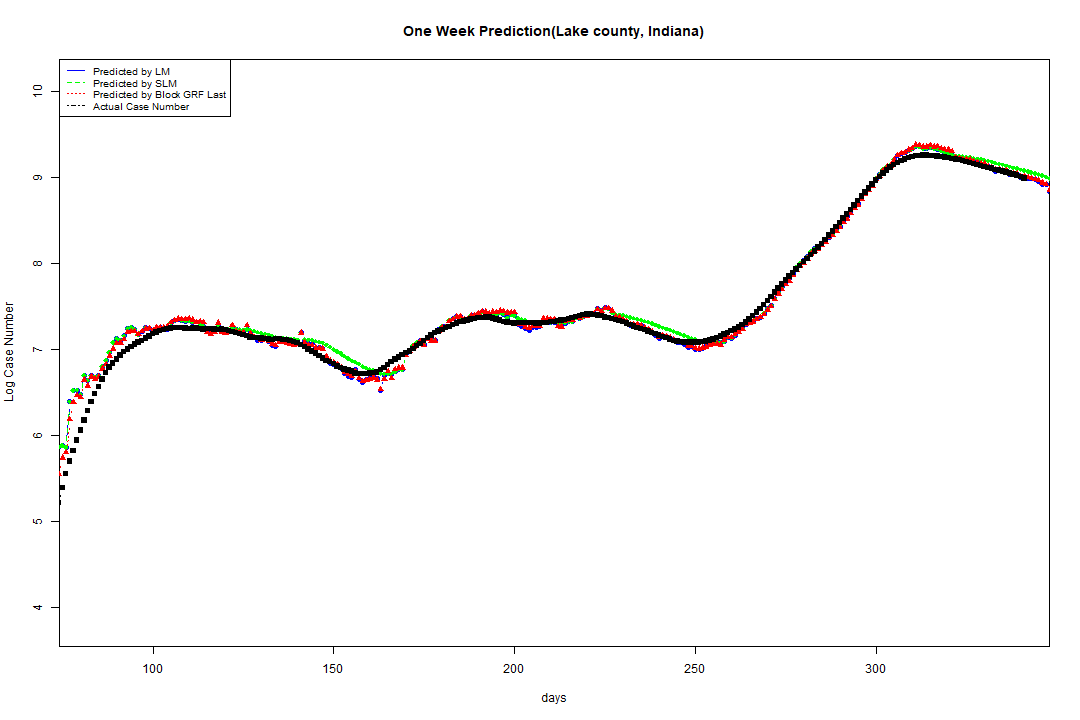 One Week Prediction(Lake county, Indiana)
Predicted by LM
Predicted by SLM
Predicted by Block GRF Last
Actual Case Number
10
9
8
7
6
5
4
Log Case Number
100 150 200 250 300
days